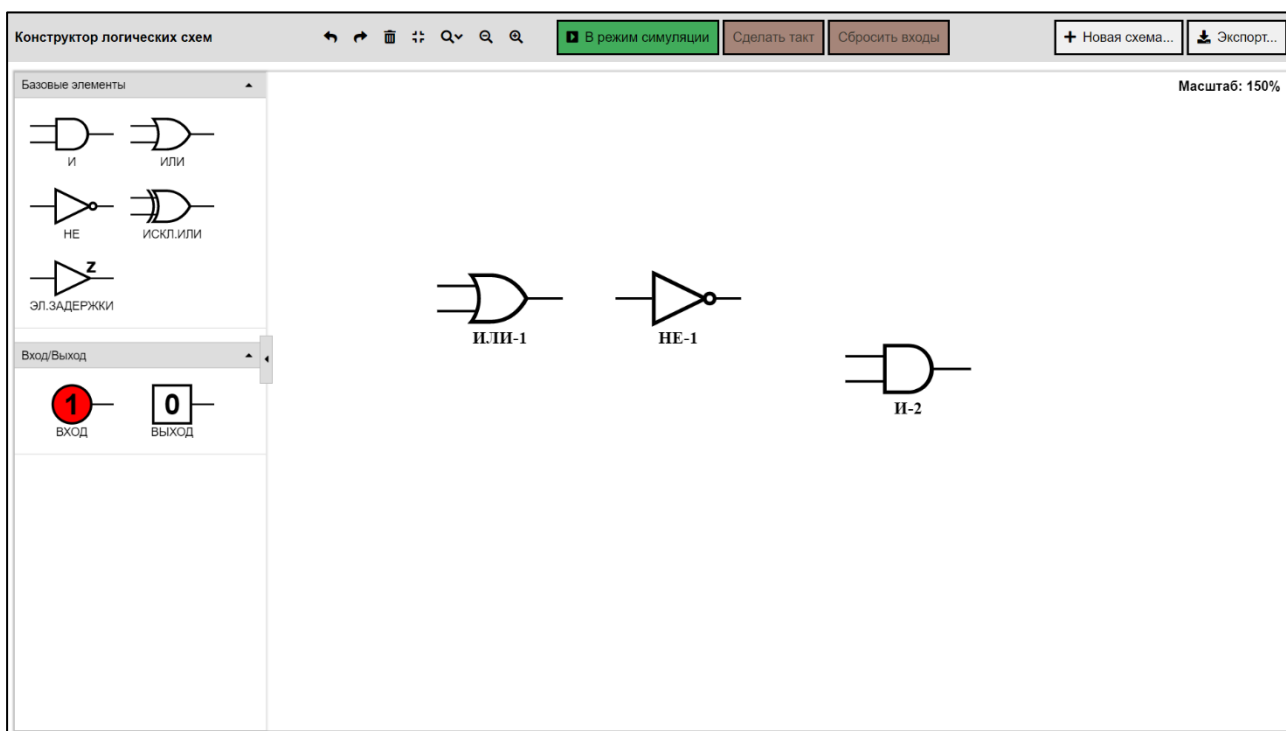 Конструктор логических схем
В режим симуляции
Сделать такт
Сбросить входы
+ Новая схема...
Экспорт...
Базовые элементы
Масштаб: 150%
И
ИЛИ
НЕ
ИСКЛ.ИЛИ
Z
ЭЛ.ЗАДЕРЖКИ
ИЛИ-1
НЕ-1
Вход/Выход
И-2
1
0
ВХОД
ВЫХОД